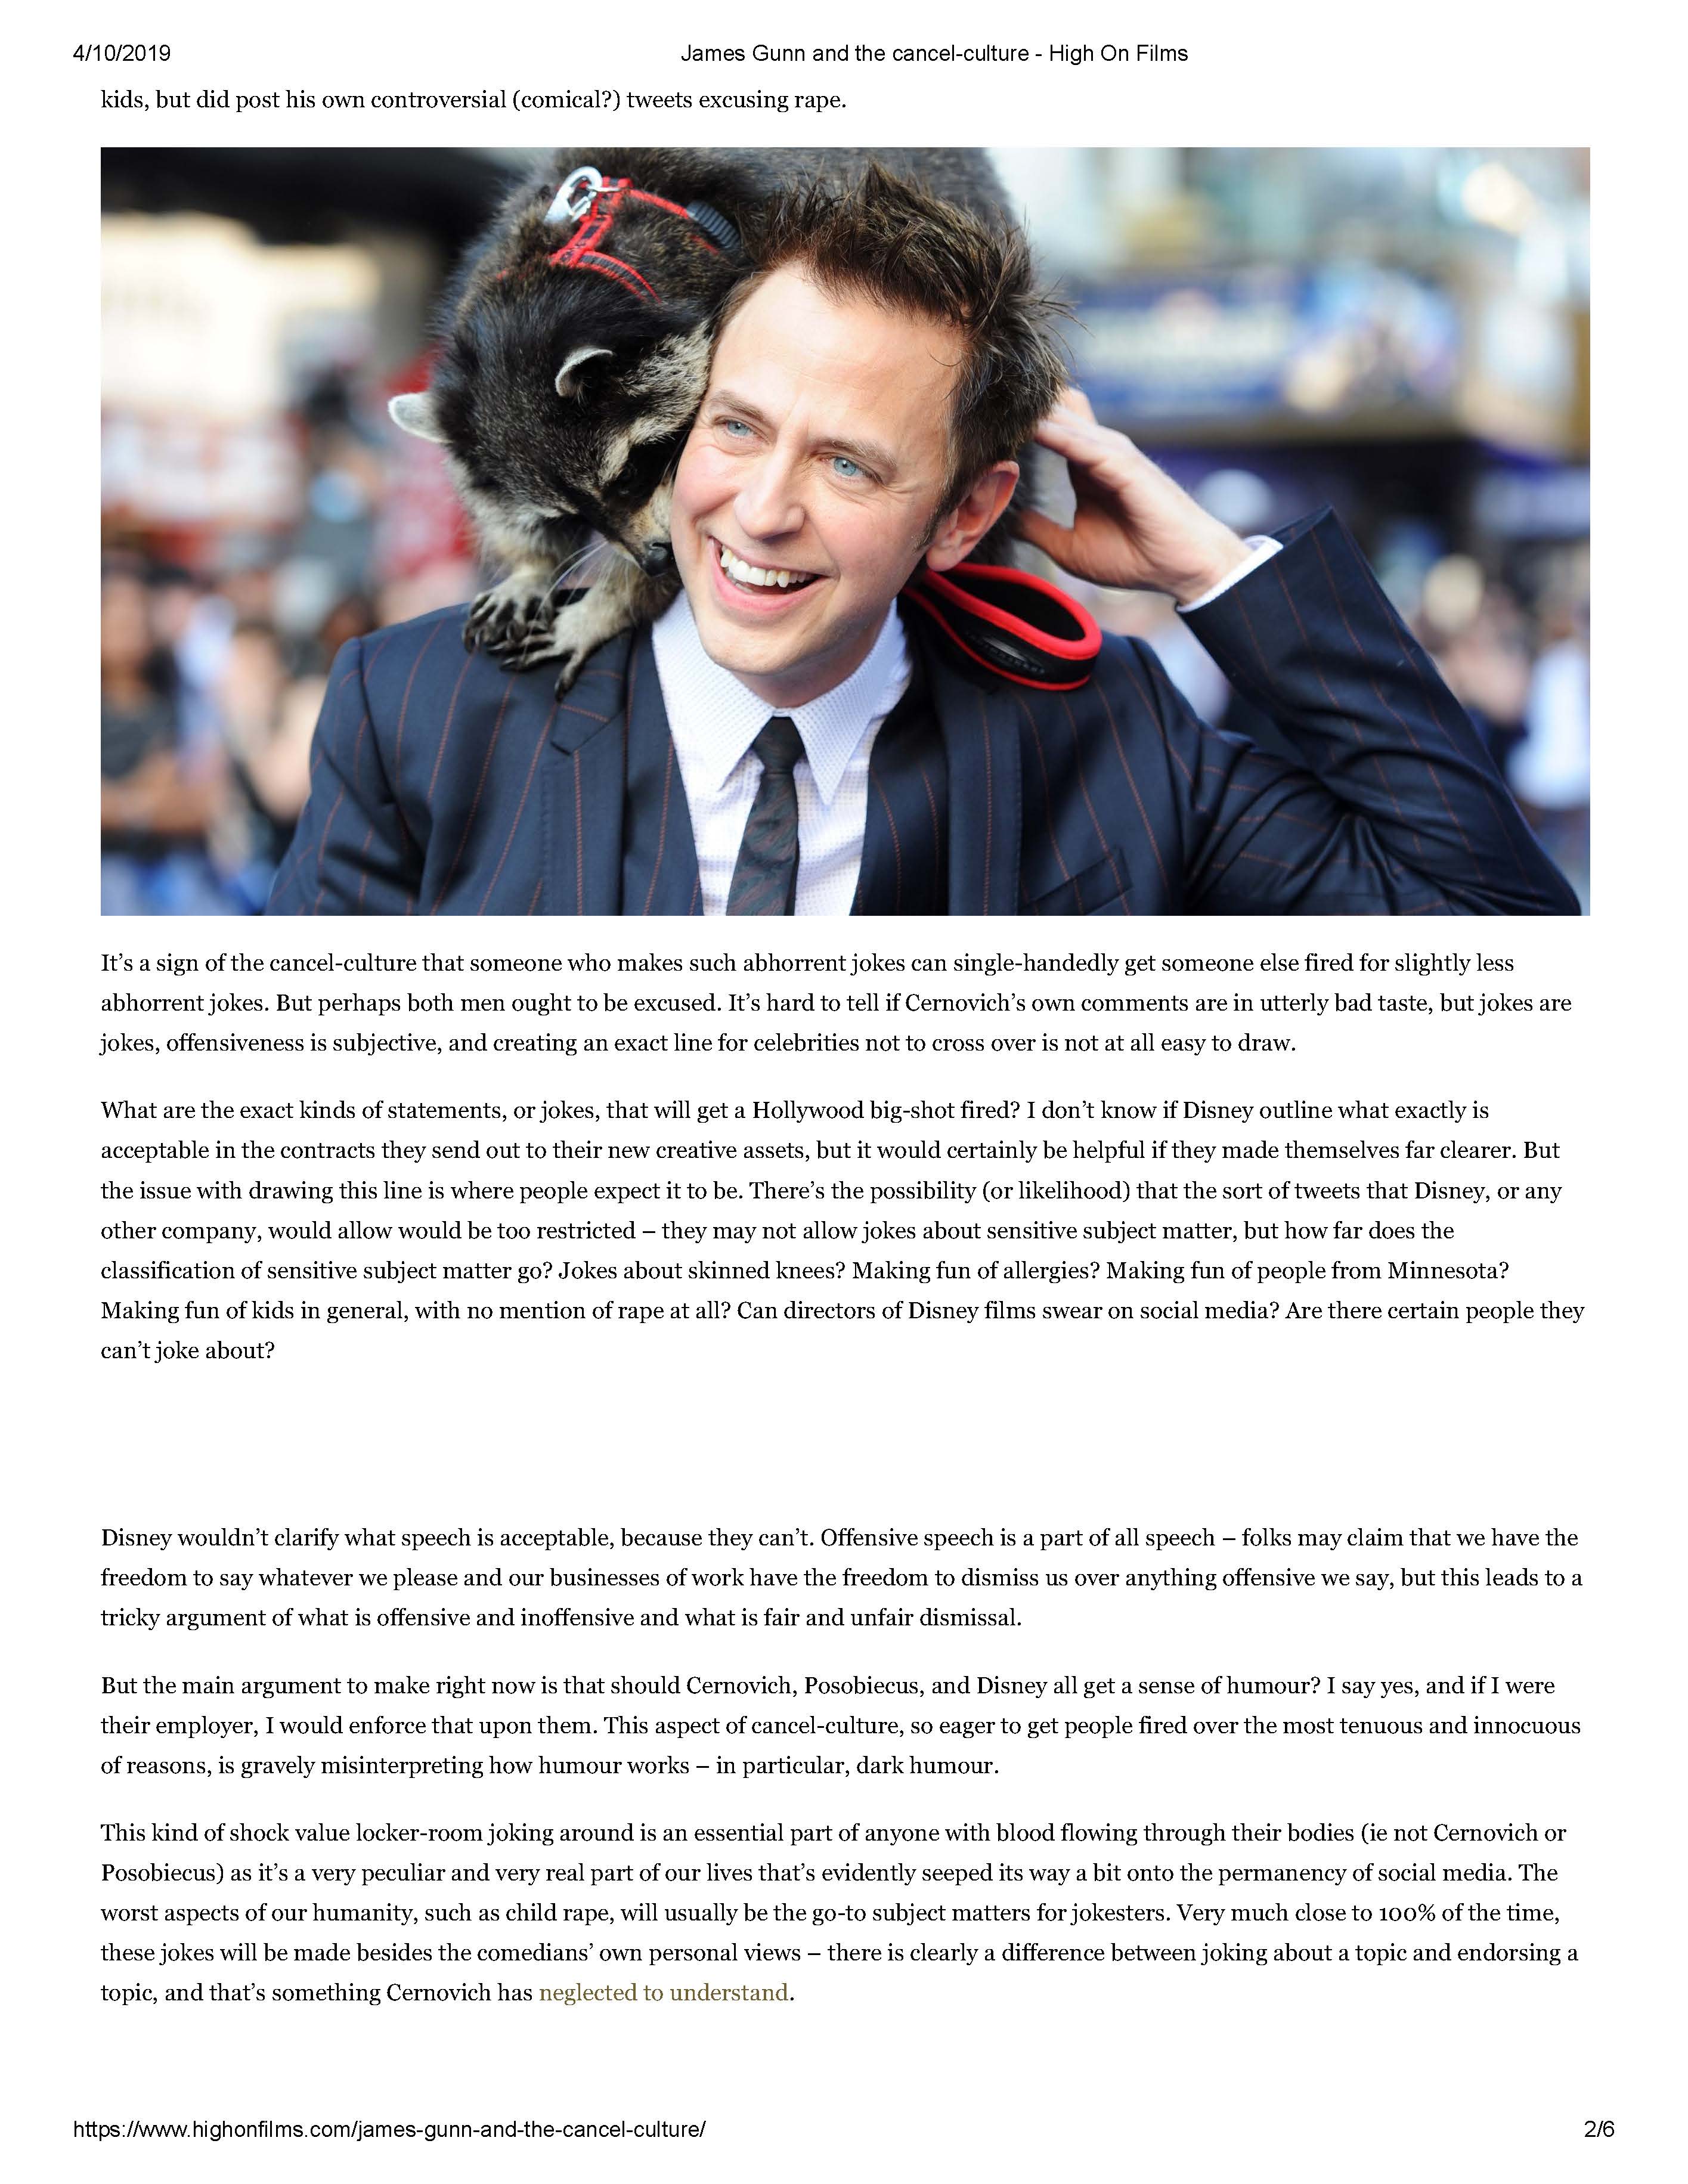 4/10/2019 James Gunn and the cancel-culture - High On Films
kids, but did post his own controversial (comical?) tweets excusing rape.
It’s a sign of the cancel-culture that someone who makes such abhorrent jokes can single-handedly get someone else fired for slightly less
abhorrent jokes. But perhaps both men ought to be excused. It’s hard to tell if Cernovich’s own comments are in utterly bad taste, but jokes are
jokes, offensiveness is subjective, and creating an exact line for celebrities not to cross over is not at all easy to draw.
What are the exact kinds of statements, or jokes, that will get a Hollywood big-shot fired? I don’t know if Disney outline what exactly is
acceptable in the contracts they send out to their new creative assets, but it would certainly be helpful if they made themselves far clearer. But
the issue with drawing this line is where people expect it to be. There’s the possibility (or likelihood) that the sort of tweets that Disney, or any
other company, would allow would be too restricted – they may not allow jokes about sensitive subject matter, but how far does the
classification of sensitive subject matter go? Jokes about skinned knees? Making fun of allergies? Making fun of people from Minnesota?
Making fun of kids in general, with no mention of rape at all? Can directors of Disney films swear on social media? Are there certain people they
can’t joke about?
Disney wouldn’t clarify what speech is acceptable, because they can’t. Offensive speech is a part of all speech – folks may claim that we have the
freedom to say whatever we please and our businesses of work have the freedom to dismiss us over anything offensive we say, but this leads to a
tricky argument of what is offensive and inoffensive and what is fair and unfair dismissal.
But the main argument to make right now is that should Cernovich, Posobiecus, and Disney all get a sense of humour? I say yes, and if I were
their employer, I would enforce that upon them. This aspect of cancel-culture, so eager to get people fired over the most tenuous and innocuous
of reasons, is gravely misinterpreting how humour works – in particular, dark humour.
This kind of shock value locker-room joking around is an essential part of anyone with blood flowing through their bodies (ie not Cernovich or
Posobiecus) as it’s a very peculiar and very real part of our lives that’s evidently seeped its way a bit onto the permanency of social media. The
worst aspects of our humanity, such as child rape, will usually be the go-to subject matters for jokesters. Very much close to 100% of the time,
these jokes will be made besides the comedians’ own personal views – there is clearly a difference between joking about a topic and endorsing a
topic, and that’s something Cernovich has neglected to understand.
https://www.highonfilms.com/james-gunn-and-the-cancel-culture/ 2/6